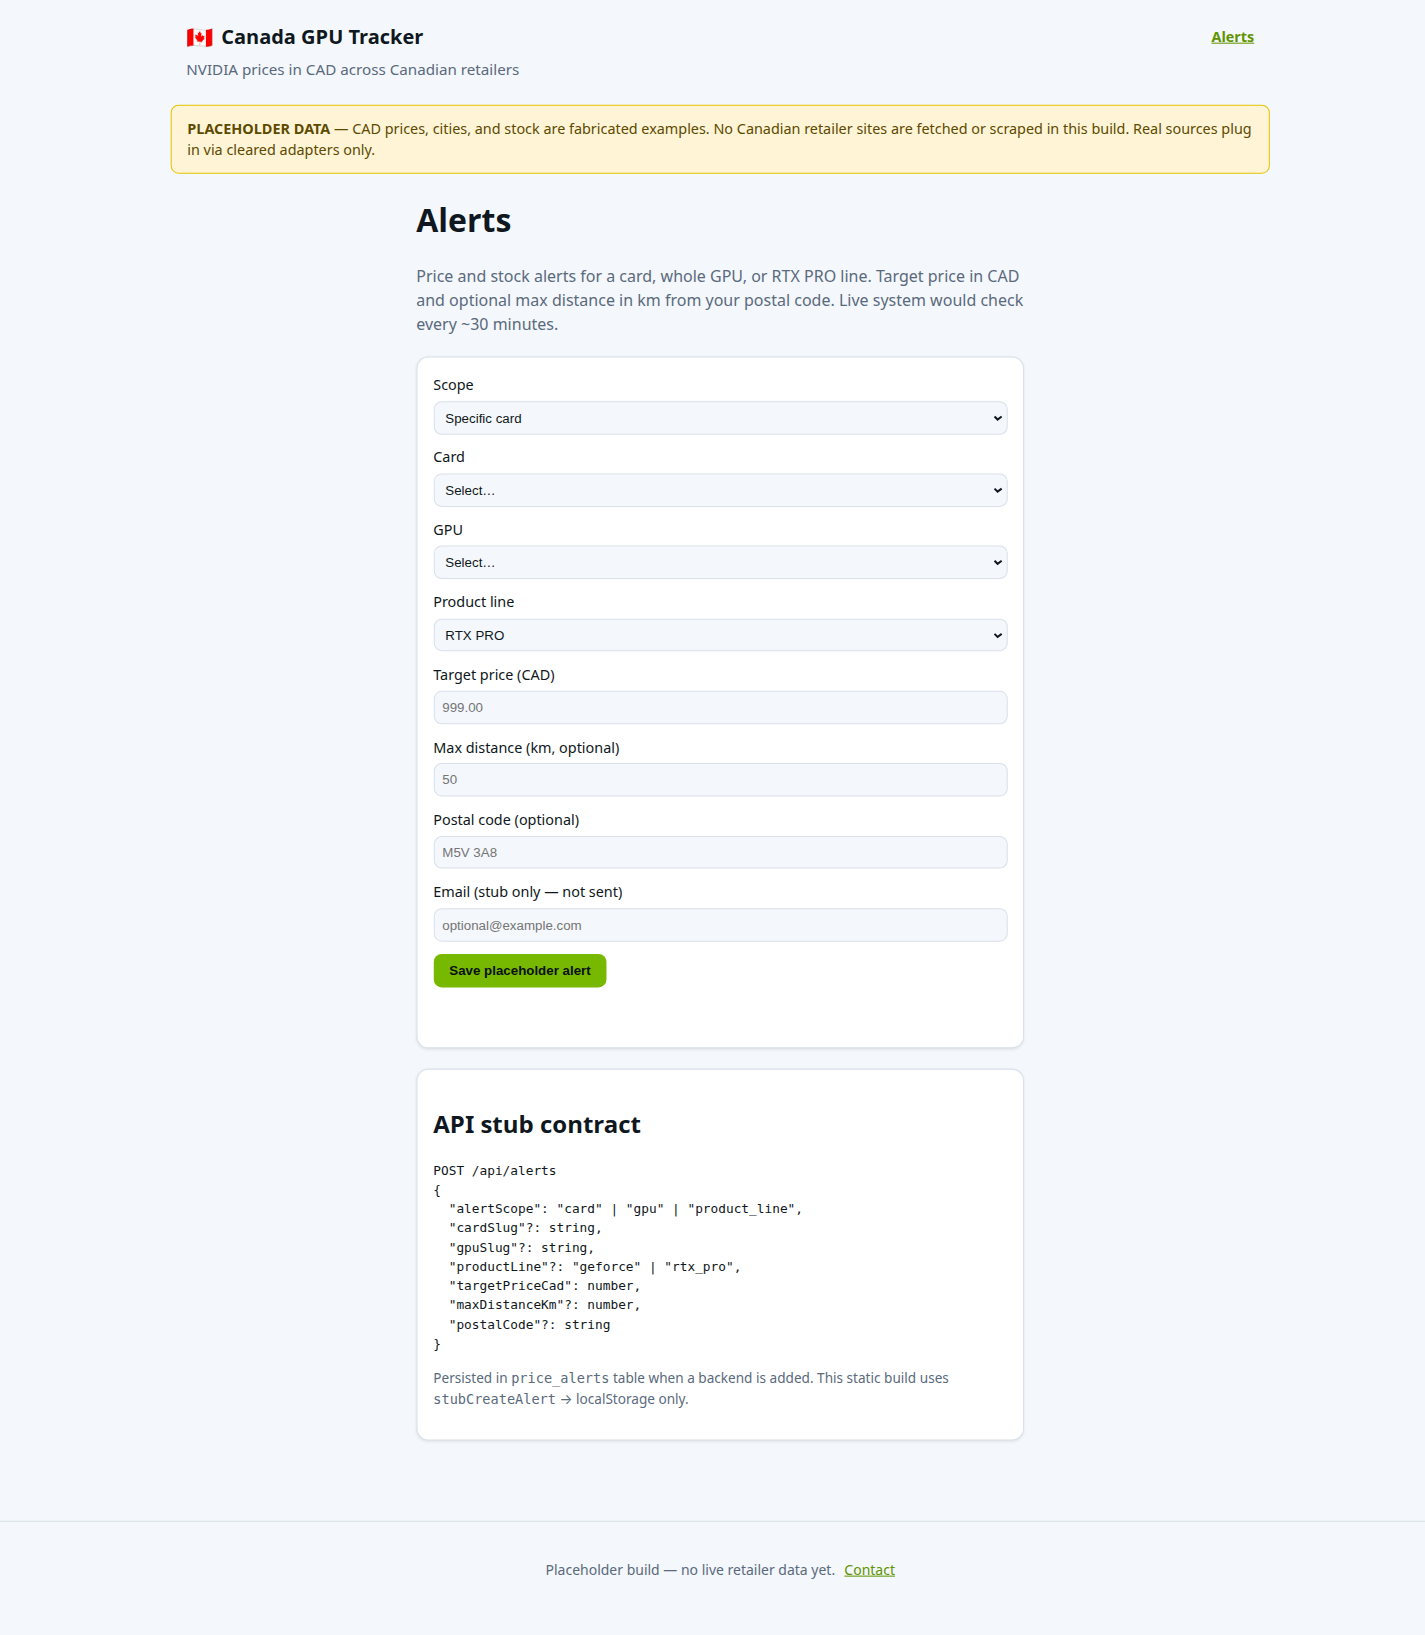 🇨🇦 Canada GPU Tracker
Alerts
NVIDIA prices in CAD across Canadian retailers
PLACEHOLDER DATA — CAD prices, cities, and stock are fabricated examples. No Canadian retailer sites are fetched or scraped in this build. Real sources plug
in via cleared adapters only.
Alerts
Price and stock alerts for a card, whole GPU, or RTX PRO line. Target price in CAD
and optional max distance in km from your postal code. Live system would check
every ~30 minutes.
Scope
Specific card
Card
Select…
GPU
Select…
Product line
RTX PRO
Target price (CAD)
999.00
Max distance (km, optional)
50
Postal code (optional)
M5V 3A8
Email (stub only — not sent)
optional@example.com
Save placeholder alert
API stub contract
POST /api/alerts
{
  "alertScope": "card" | "gpu" | "product_line",
  "cardSlug"?: string,
  "gpuSlug"?: string,
  "productLine"?: "geforce" | "rtx_pro",
  "targetPriceCad": number,
  "maxDistanceKm"?: number,
  "postalCode"?: string
}
Persisted in price_alerts table when a backend is added. This static build uses
stubCreateAlert → localStorage only.
Placeholder build — no live retailer data yet. Contact